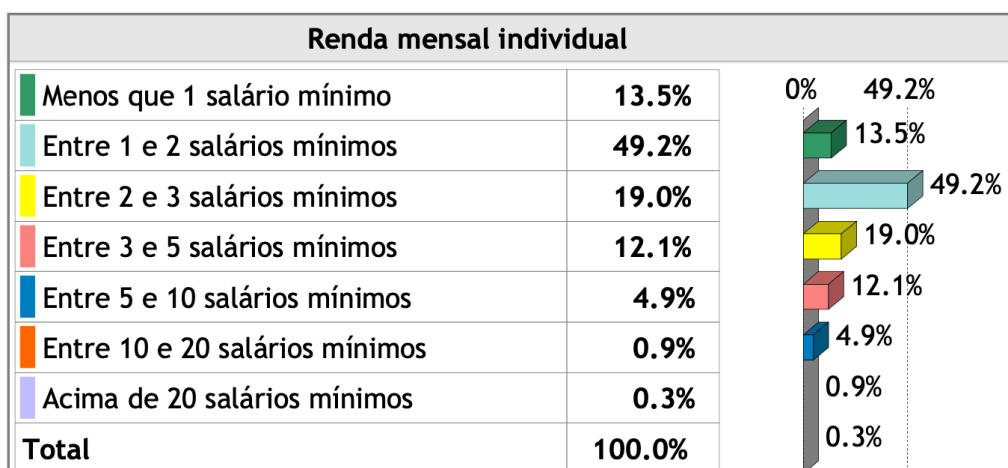 Renda mensal individual
Menos que 1 salário mínimo 13.5%
Entre 1 e 2 salários mínimos 49.2%
Entre 2 e 3 salários mínimos 19.0%
Entre 3 e 5 salários mínimos 12.1%
Entre 5 e 10 salários mínimos 4.9%
Entre 10 e 20 salários mínimos 0.9%
Acima de 20 salários mínimos 0.3%
Total 100.0%
0% 49.2%
13.5%
49.2%
19.0%
12.1%
4.9%
0.9%
0.3%